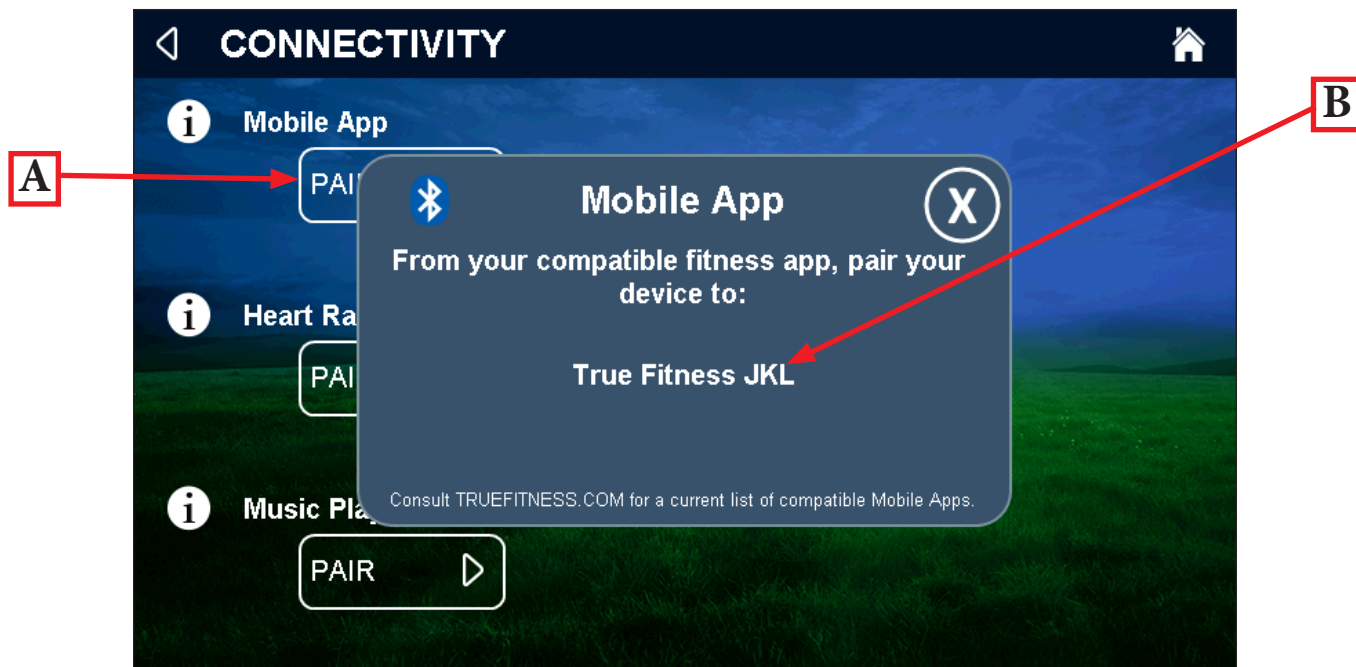 CONNECTIVITY
B
i Mobile App
A
PAI
Mobile App
X
From your compatible fitness app, pair your
device to:
i Heart Ra
PAI
True Fitness JKL
i Music Pla
Consult TRUEFITNESS.COM for a current list of compatible Mobile Apps.
PAIR